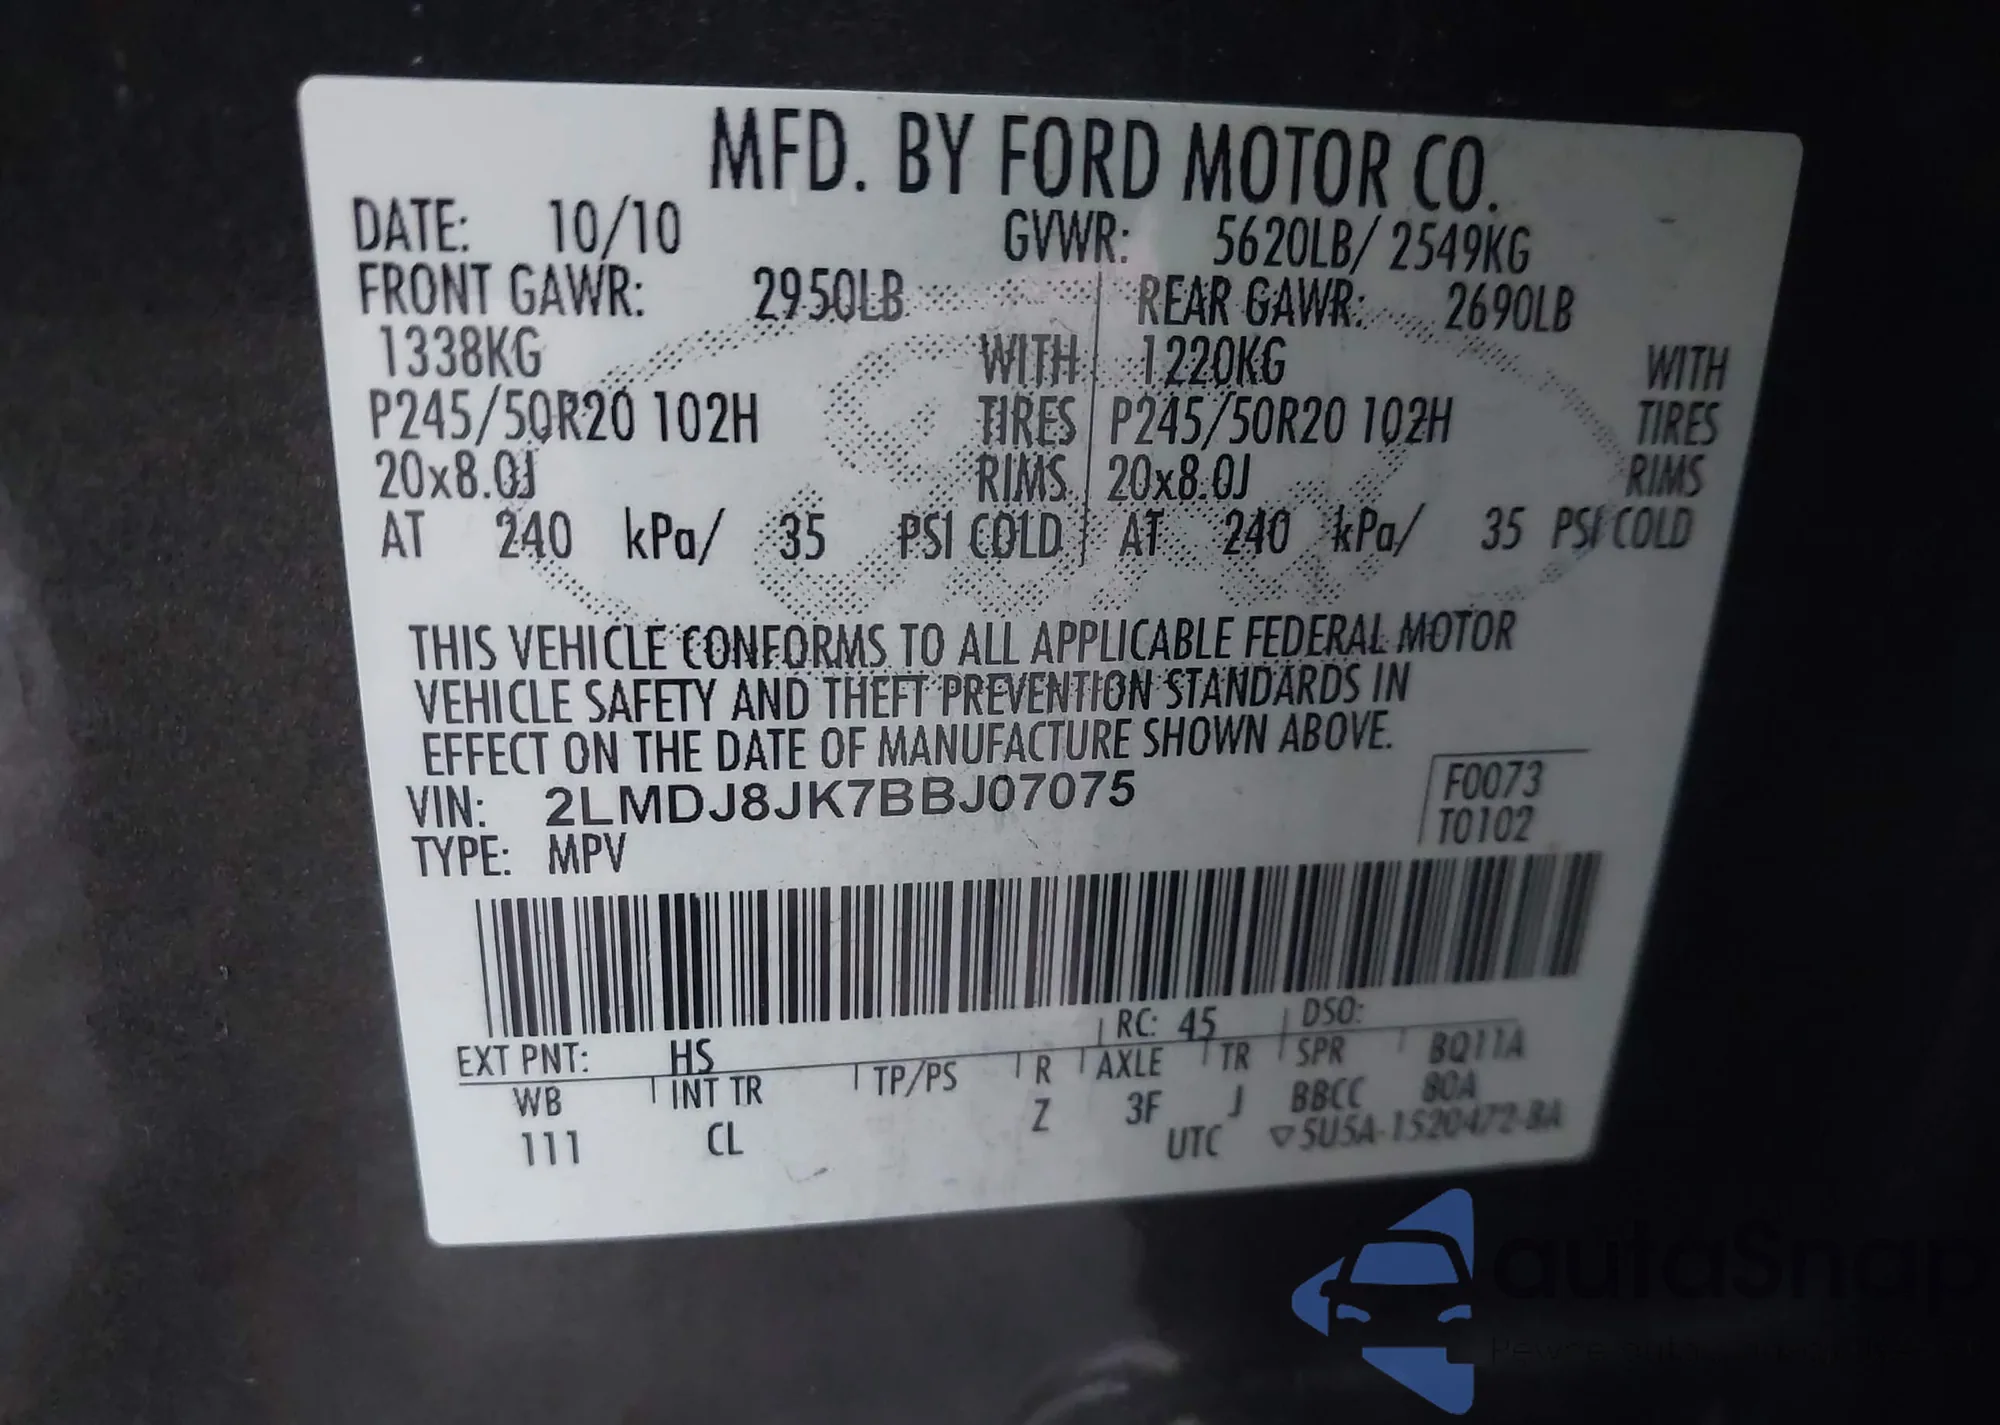 MFD. BY FORD MOTOR CO.
DATE: 10/10 GVWR: 5620LB/ 2549KG
FRONT GAWR: 2950LB REAR GAWR: 2690LB
1338KG WITH 1220KG WITH
P245/50R20 102H TIRES P245/50R20 102H TIRES
20x8.0J RIMS 20x8.0J RIMS
AT 240 kPa/ 35 PSI COLD AT 240 kPa/ 35 PSI COLD
THIS VEHICLE CONFORMS TO ALL APPLICABLE FEDERAL MOTOR
VEHICLE SAFETY AND THEFT PREVENTION STANDARDS IN
EFFECT ON THE DATE OF MANUFACTURE SHOWN ABOVE.
VIN: 2LMDJ8JK7BBJ07075 F0073
TYPE: MPV T0102
RC: 45 DSO:
EXT PNT: HS
WB INT TR TP/PS R AXLE TR SPR BQ11A
111 CL Z 3F J BBCC 80A
UTC ▽5U5A-1520472-BA
autoSnap